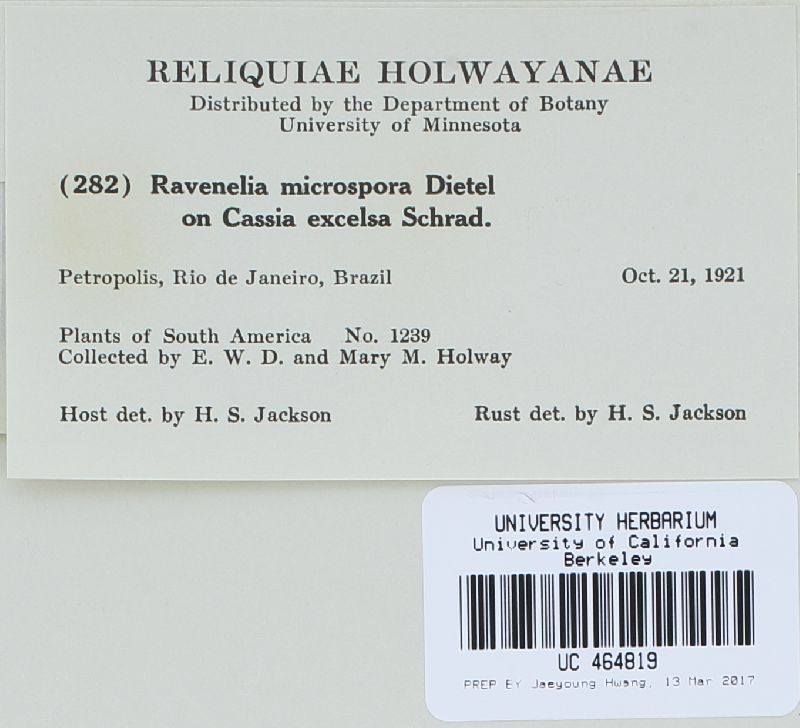 RELIQUIAE HOLWAYANAE
Distributed by the Department of Botany
University of Minnesota
(282) Ravenelia microspora Dietel
on Cassia excelsa Schrad.
Petropolis, Rio de Janeiro, Brazil Oct. 21, 1921
Plants of South America No. 1239
Collected by E. W. D. and Mary M. Holway
Host det. by H. S. Jackson Rust det. by H. S. Jackson
UNIVERSITY HERBARIUM
University of California
Berkeley
UC 464819
PREP BY Jaeyoung Hwang, 13 Mar 2017